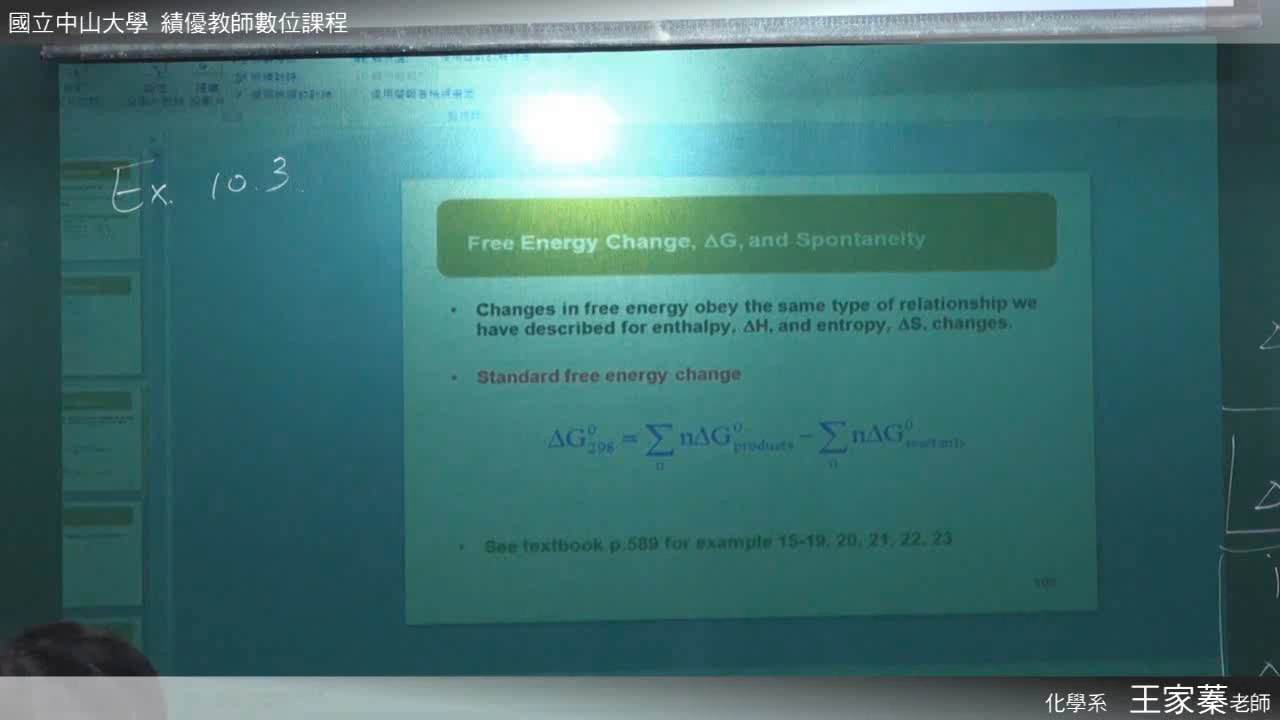 國立中山大學 績優教師數位課程
Ex. 10.3.
Free Energy Change, ΔG, and Spontaneity
• Changes in free energy obey the same type of relationship we
have described for enthalpy, ΔH, and entropy, ΔS, changes.
• Standard free energy change
ΔG⁰₂₉₈ = ∑ₙ nΔG⁰products − ∑ₙ nΔG⁰reactants
• See textbook p.589 for example 15-19, 20, 21, 22, 23
化學系 王家蓁老師